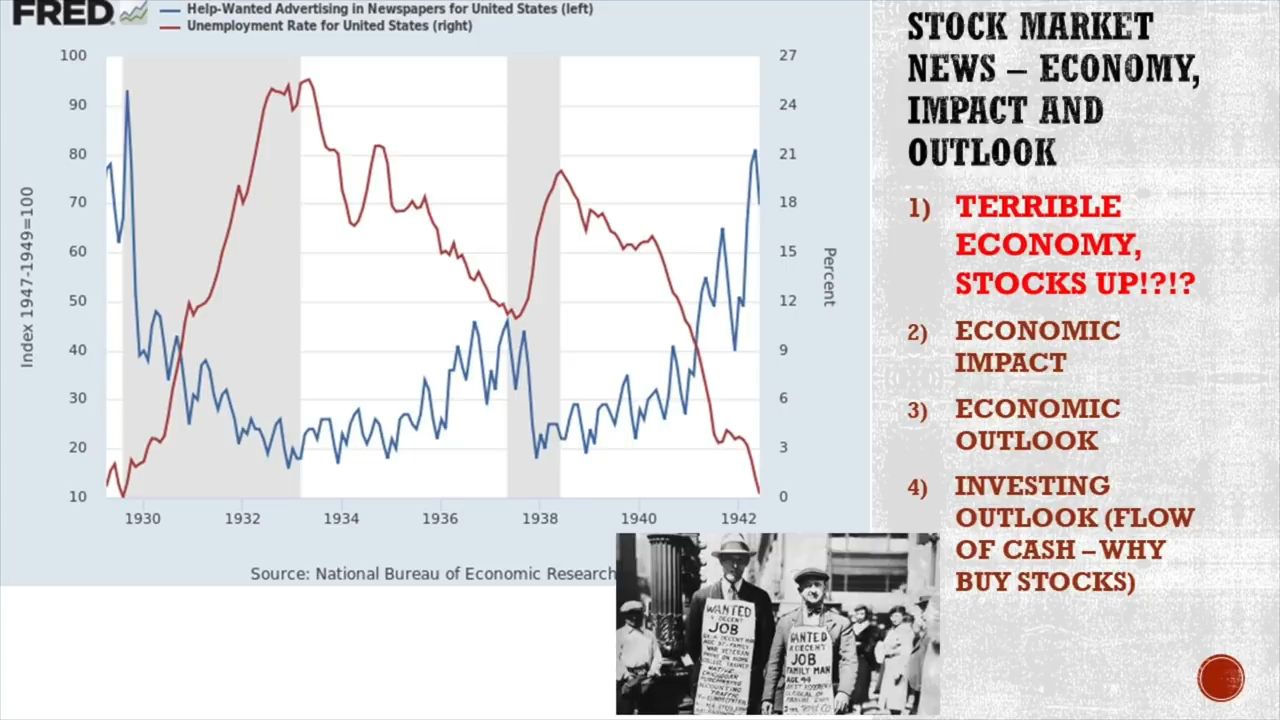 FRED
Help-Wanted Advertising in Newspapers for United States (left)
Unemployment Rate for United States (right)
100
90
80
70
60
50
40
30
20
10
Index 1947-1949=100
27
24
21
18
15
12
9
6
3
0
Percent
1930
1932
1934
1936
1938
1940
1942
Source: National Bureau of Economic Research
STOCK MARKET
NEWS – ECONOMY,
IMPACT AND
OUTLOOK
1) TERRIBLE
ECONOMY,
STOCKS UP!?!?
2) ECONOMIC
IMPACT
3) ECONOMIC
OUTLOOK
4) INVESTING
OUTLOOK (FLOW
OF CASH – WHY
BUY STOCKS)
WANTED
A DECENT
JOB
WAR VETERAN
WANTED
A DECENT
JOB
FAMILY MAN